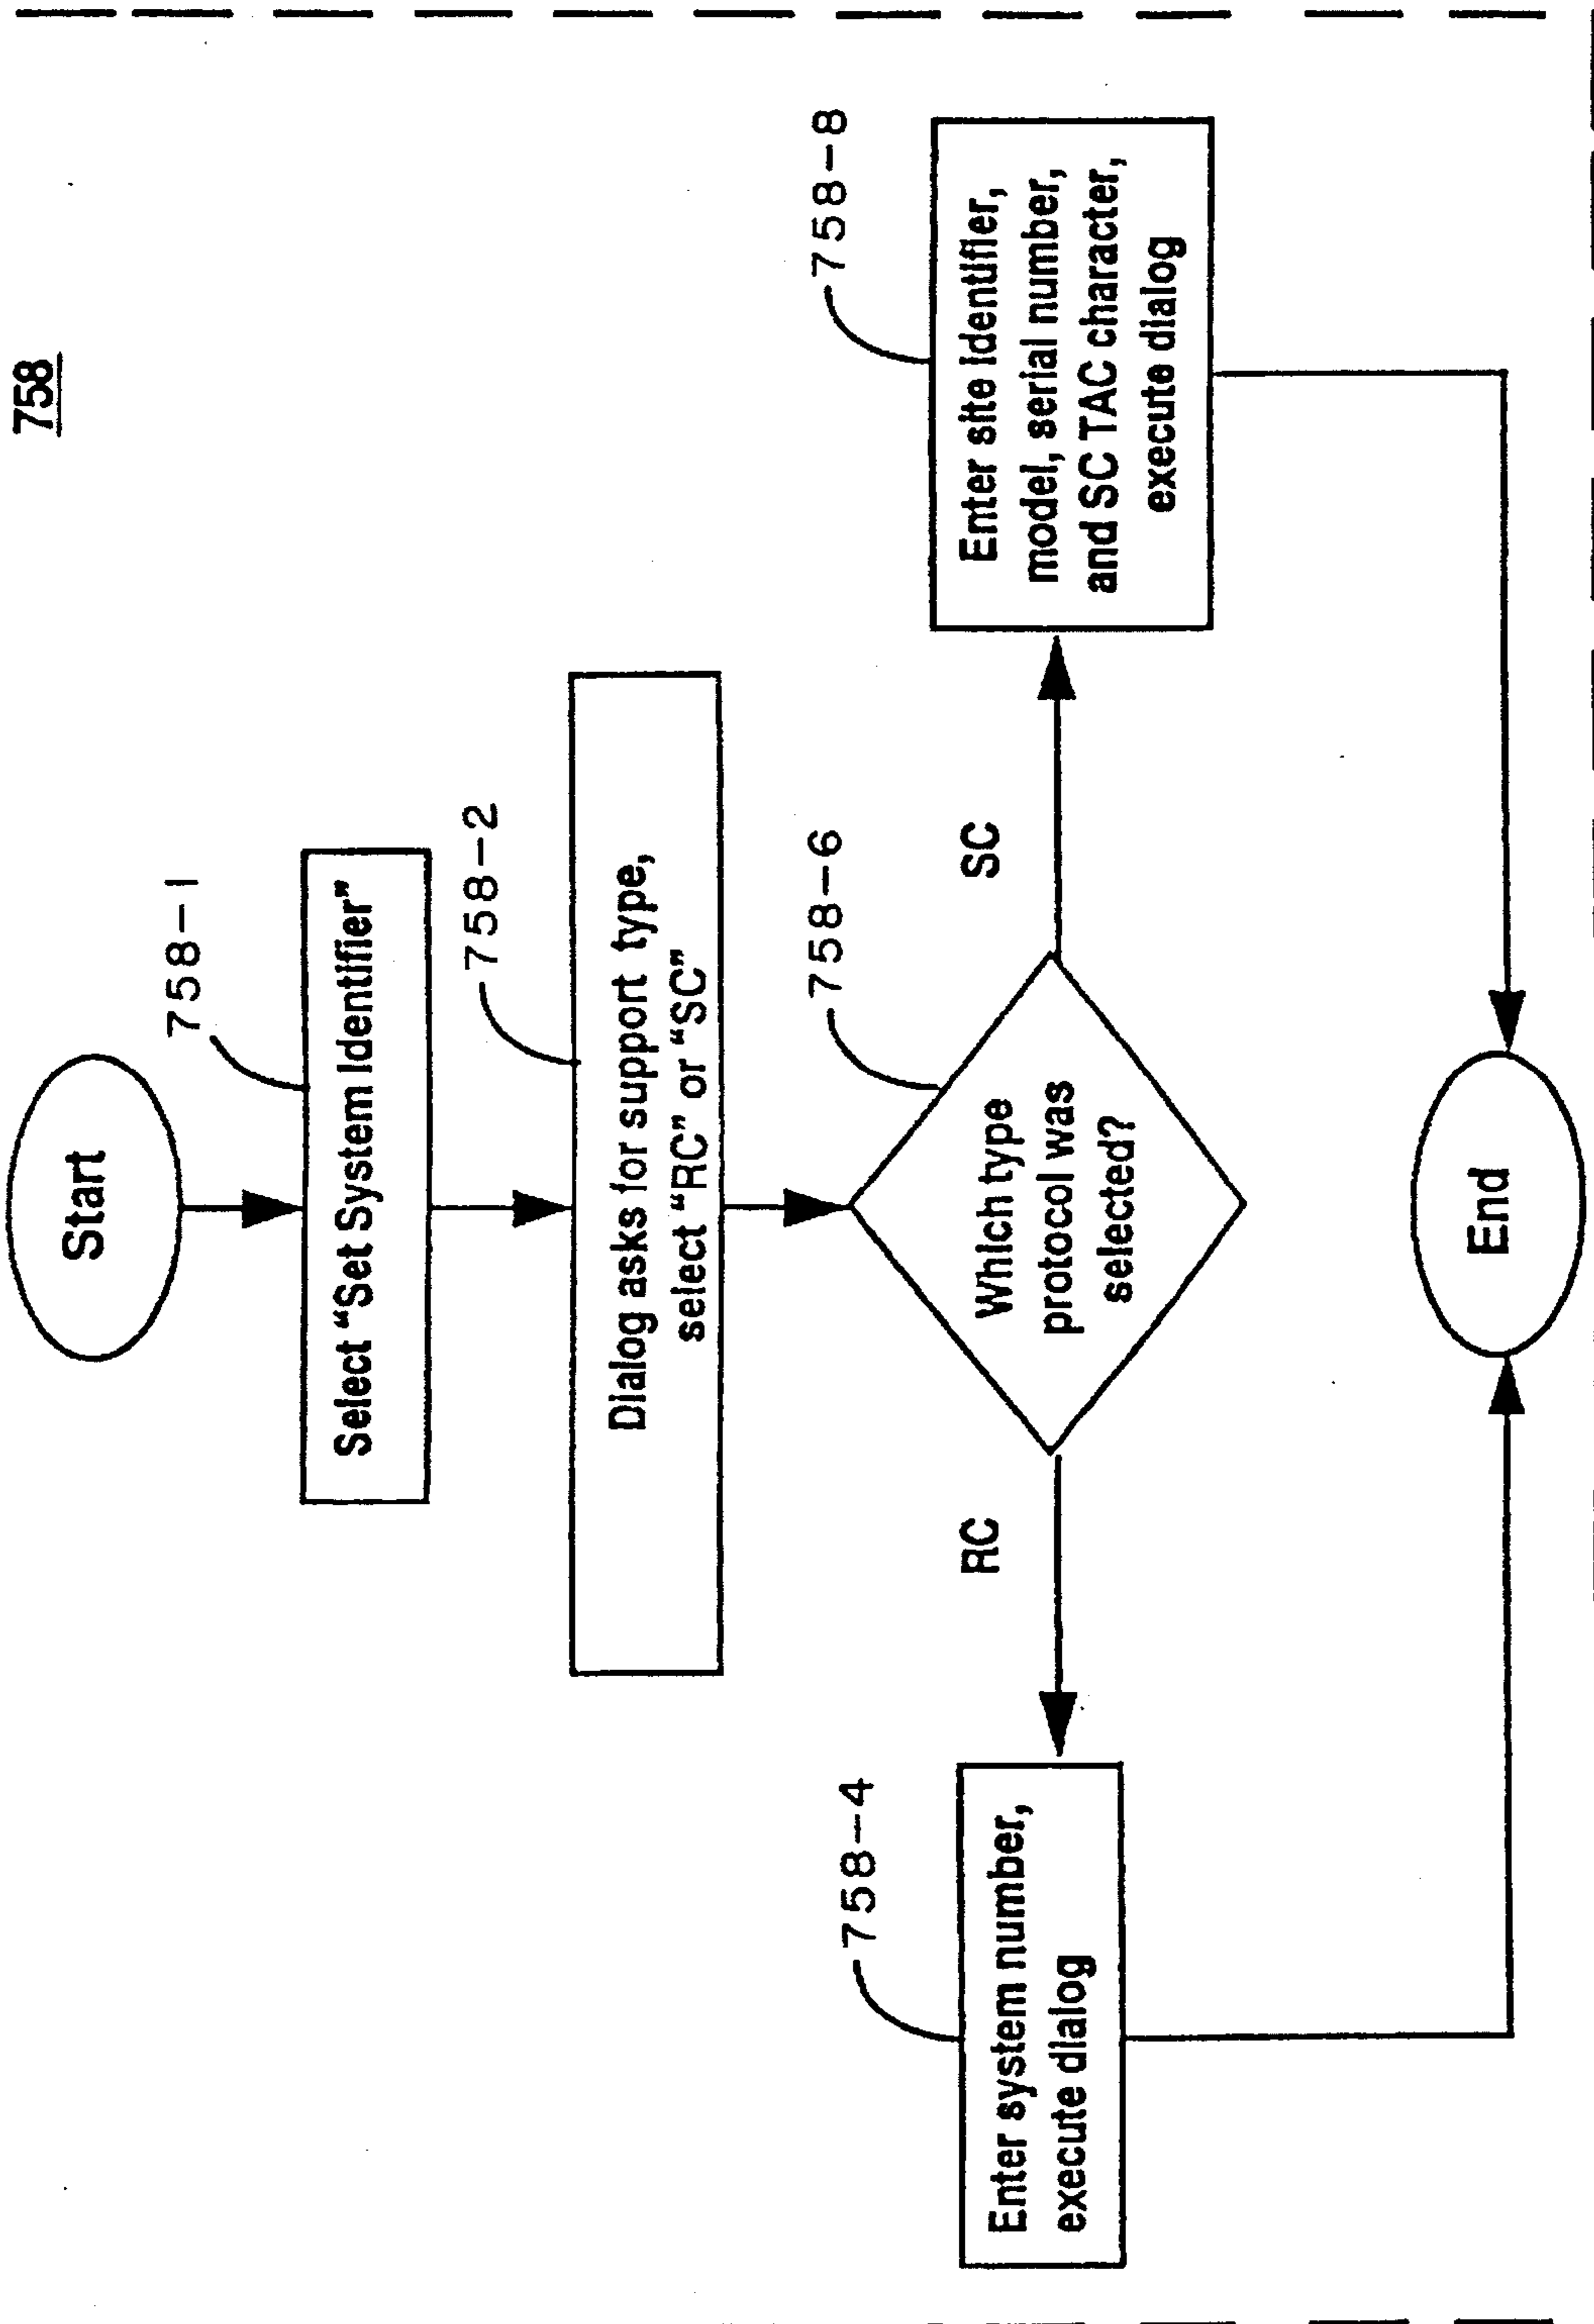 758
Start
758-1
Select “Set System Identifier”
758-2
Dialog asks for support type,
select “RC” or “SC”
758-6
Which type
protocol was
selected?
RC
SC
758-4
Enter system number,
execute dialog
758-8
Enter site identifier,
model, serial number,
and SC TAC character,
execute dialog
End